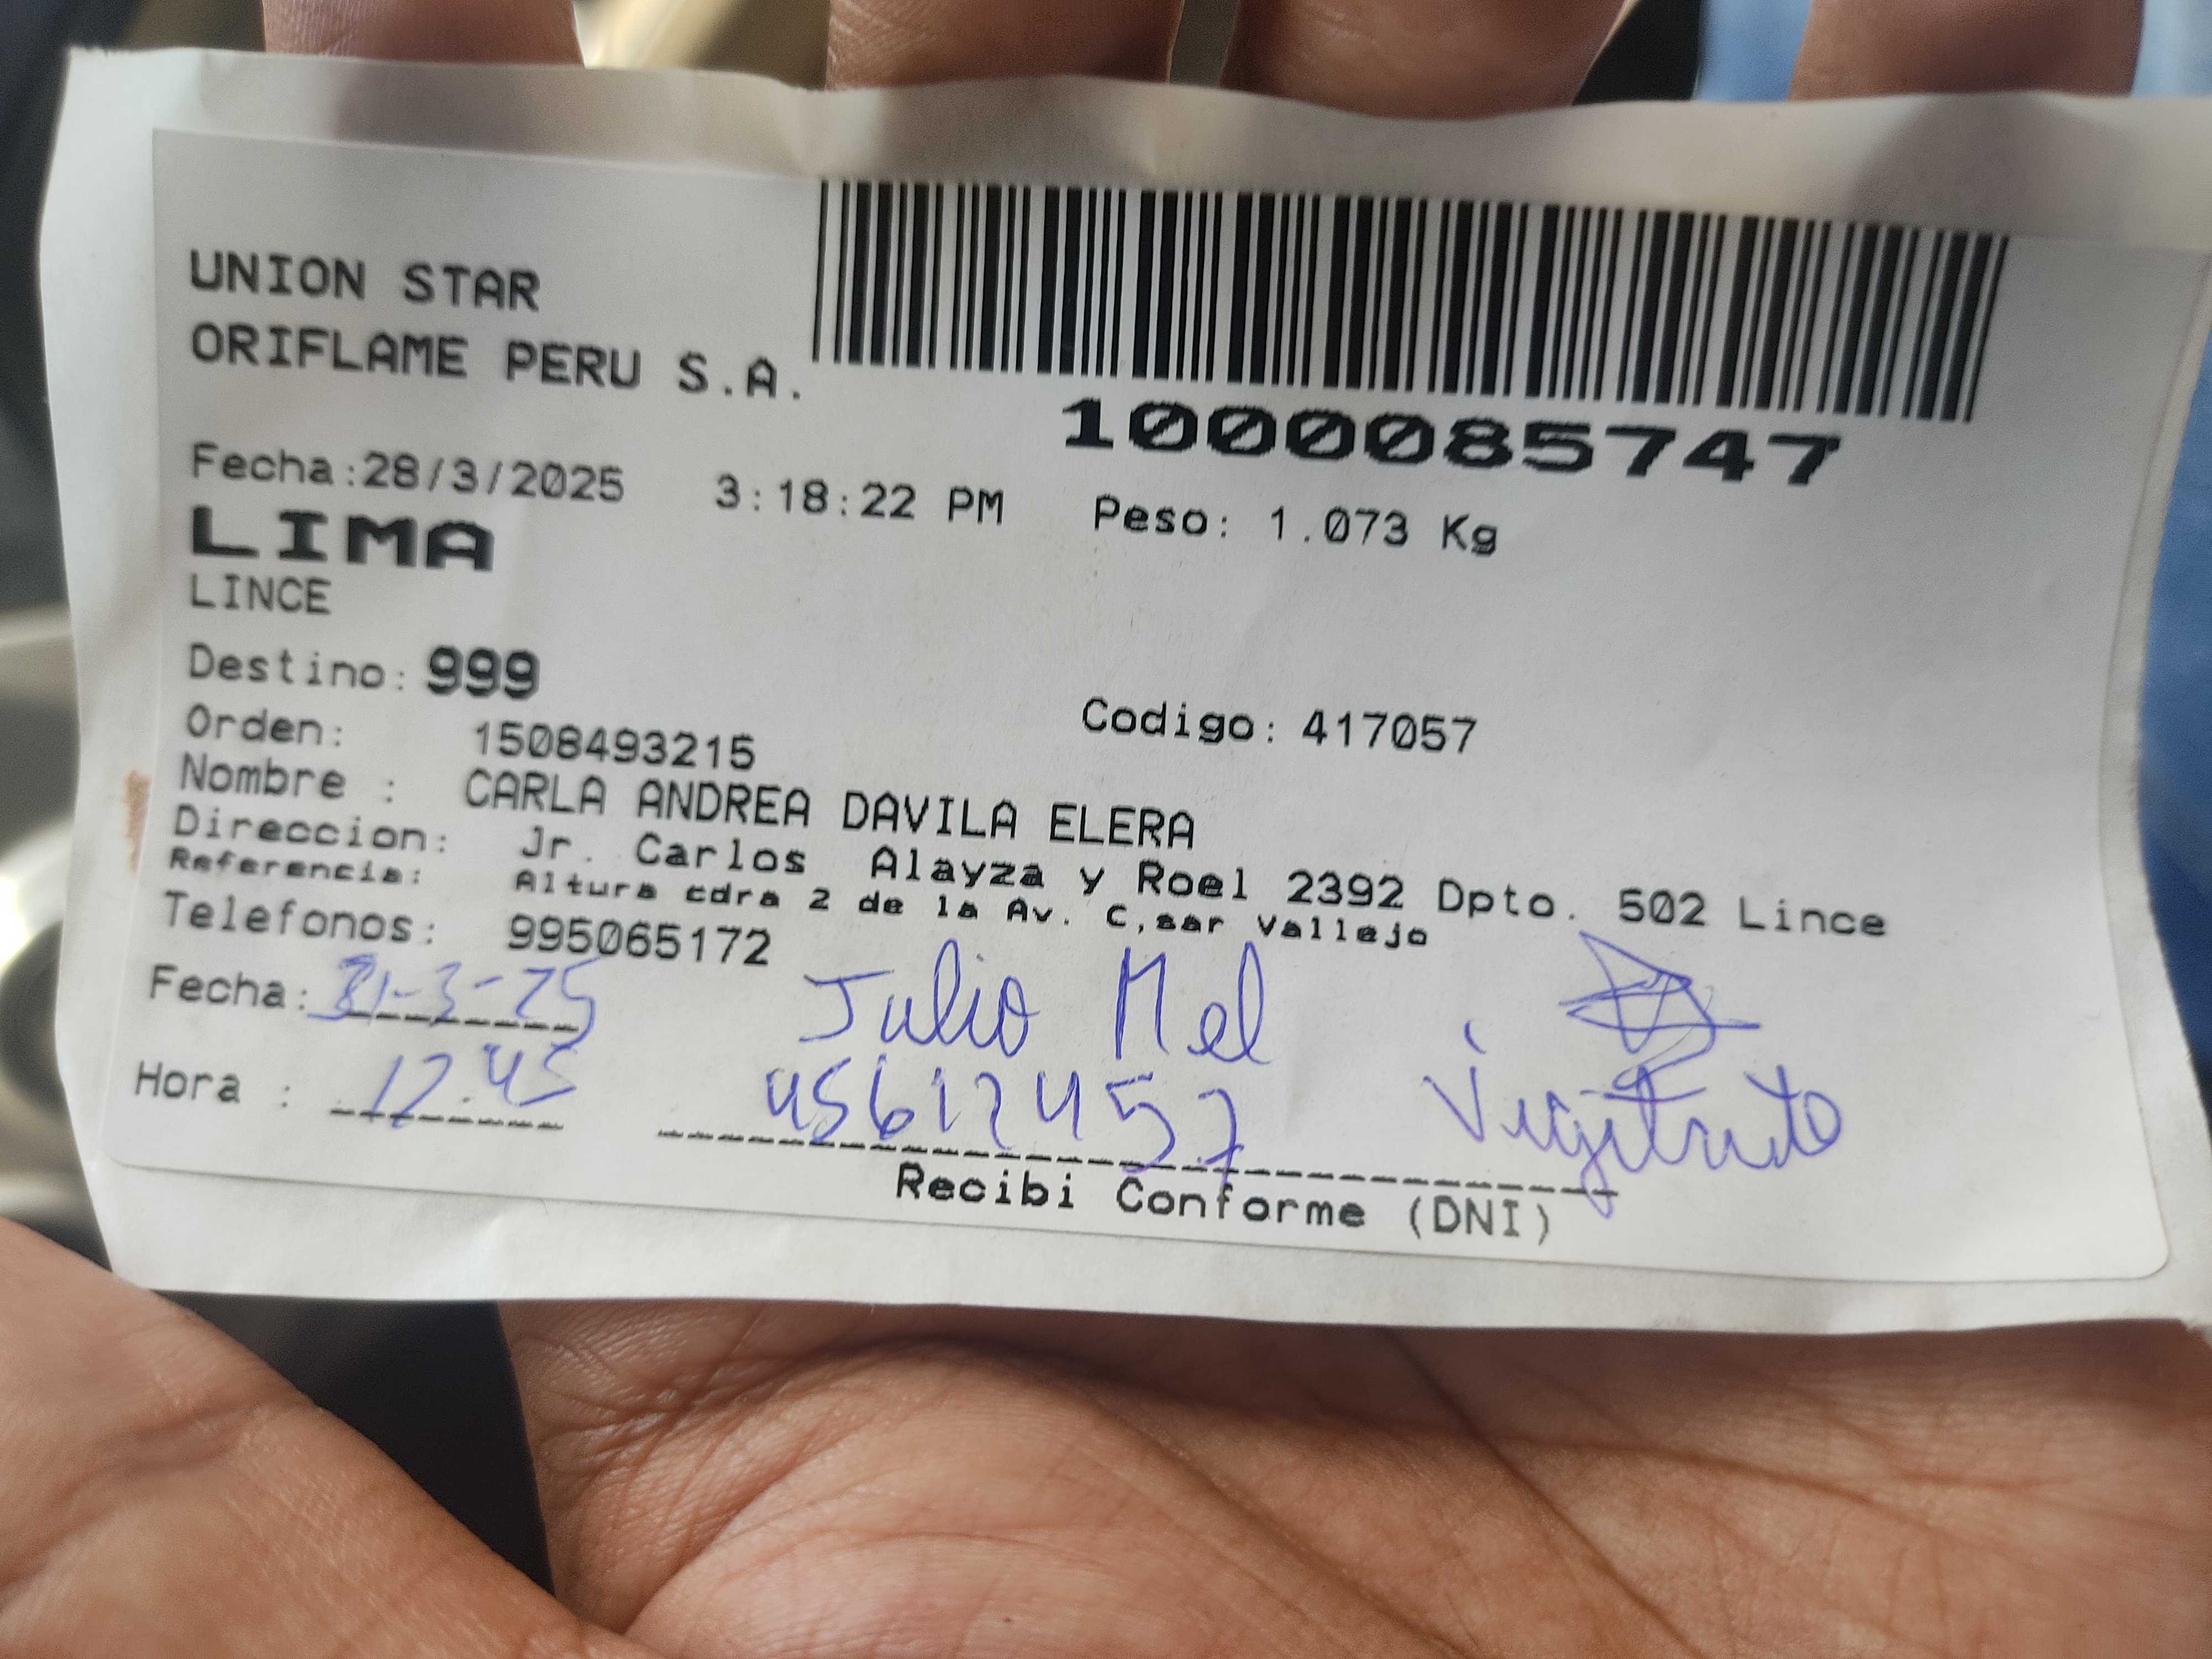 UNION STAR
ORIFLAME PERU S.A.
1000085747
Fecha:28/3/2025 3:18:22 PM Peso: 1.073 Kg
LIMA
LINCE
Destino: 999
Orden: 1508493215 Codigo: 417057
Nombre : CARLA ANDREA DAVILA ELERA
Direccion: Jr. Carlos Alayza y Roel 2392 Dpto. 502 Lince
Referencia: Altura cdra 2 de la Av. C,sar Vallejo
Telefonos: 995065172
Fecha: 31-3-25 Julio Mel
Hora : 12:45 45612457
Recibi Conforme (DNI)